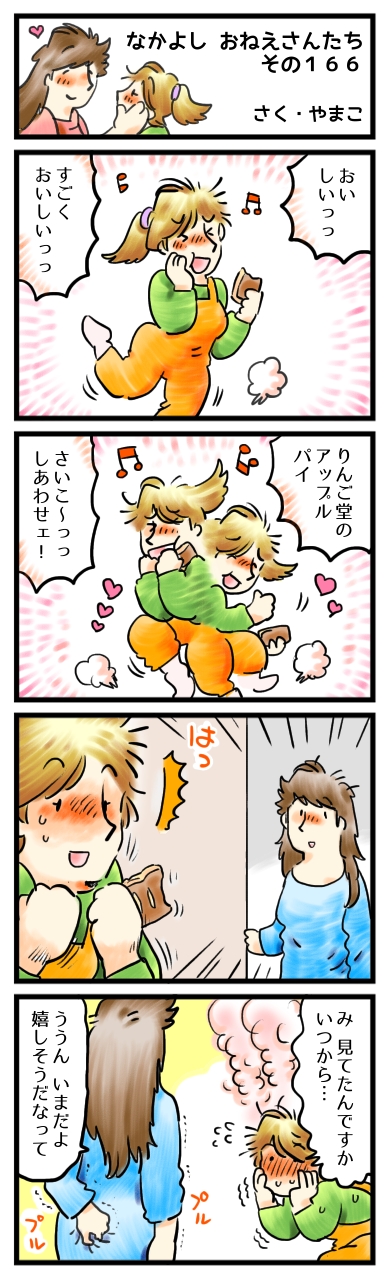 なかよし おねえさんたち
その166
さく・やまこ
おい
しいっっ
すごく
おいしいっっ
りんご堂の
アップル
パイ
さいこ〜っっ
しあわせェ!
はっ
み 見てたんですか
いつから…
ううん いまだよ
嬉しそうだなって
プル
プル